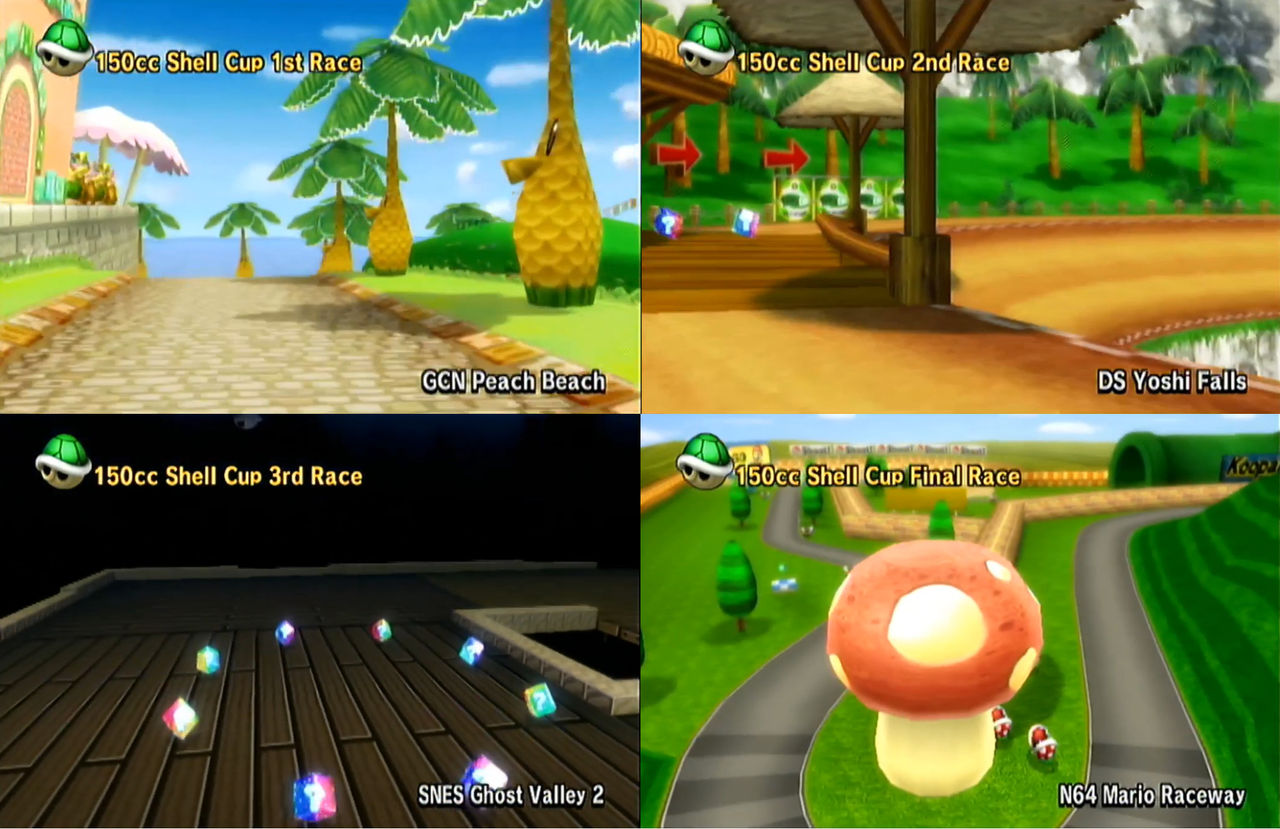 150cc Shell Cup 1st Race
GCN Peach Beach
150cc Shell Cup 2nd Race
DS Yoshi Falls
150cc Shell Cup 3rd Race
SNES Ghost Valley 2
150cc Shell Cup Final Race
Koopa
N64 Mario Raceway